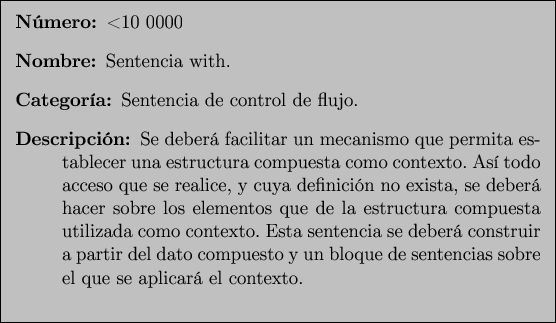 Número: <10 0000
Nombre: Sentencia with.
Categoría: Sentencia de control de flujo.
Descripción: Se deberá facilitar un mecanismo que permita es-
tablecer una estructura compuesta como contexto. Así todo
acceso que se realice, y cuya definición no exista, se deberá
hacer sobre los elementos que de la estructura compuesta
utilizada como contexto. Esta sentencia se deberá construir
a partir del dato compuesto y un bloque de sentencias sobre
el que se aplicará el contexto.